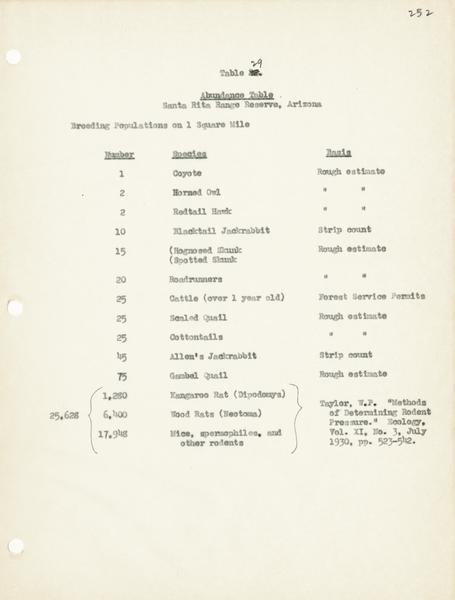 252
29
Table
Abundance Table
Santa Rita Range Reserve, Arizona
Breeding Populations on 1 Square Mile
Number Species Basis
1 Coyote Rough estimate
2 Horned Owl " "
2 Redtail Hawk " "
10 Blacktail Jackrabbit Strip count
15 (Hognosed Skunk Rough estimate
(Spotted Skunk
20 Roadrunners " "
25 Cattle (over 1 year old) Forest Service Permits
25 Scaled Quail Rough estimate
25 Cottontails " "
45 Allen's Jackrabbit Strip count
75 Gambel Quail Rough estimate
1,280 Kangaroo Rat (Dipodomys) Taylor, W.P. "Methods
25,628 6,400 Wood Rats (Neotoma) of Determining Rodent
Pressure." Ecology,
17,948 Mice, spermophiles, and Vol. XI, No. 3, July
other rodents 1930, pp. 523-542.